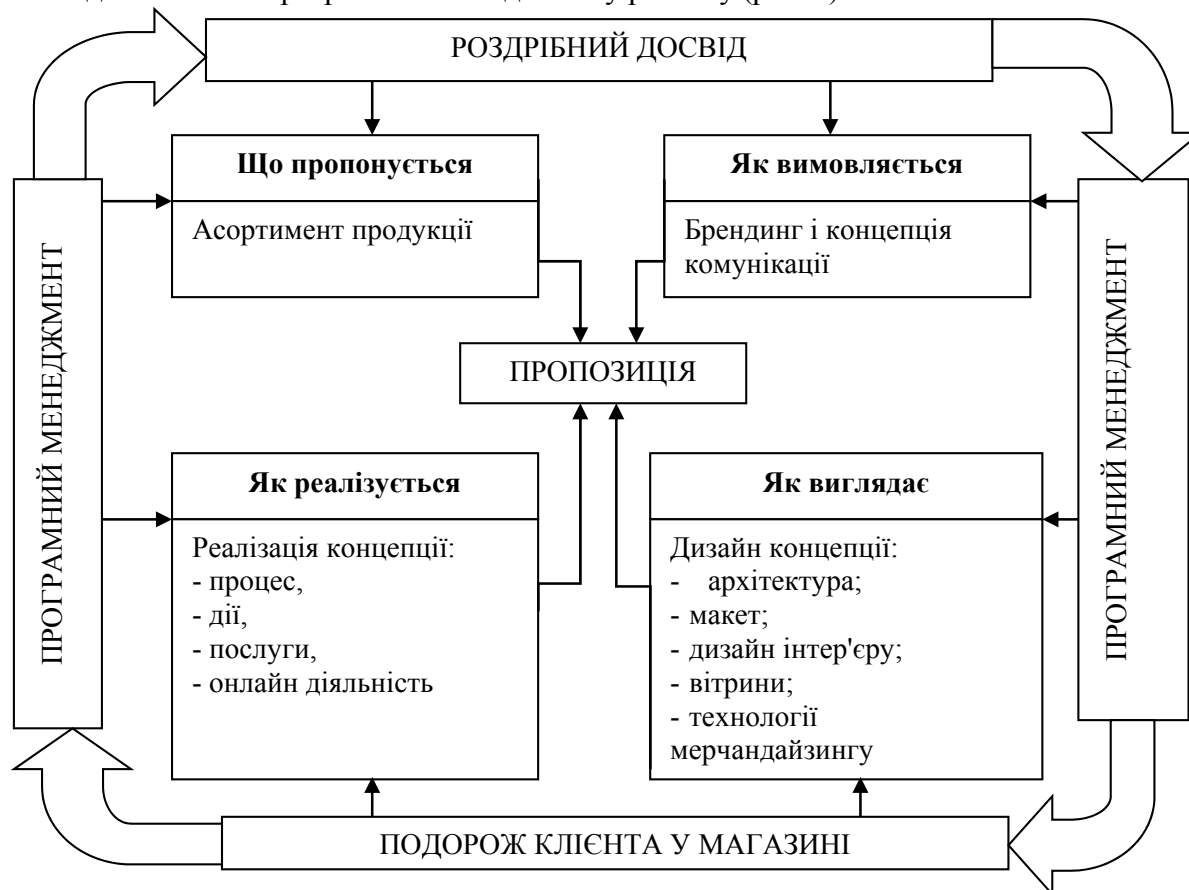 РОЗДРІБНИЙ ДОСВІД
Що пропонується
Асортимент продукції
Як вимовляється
Брендинг і концепція
комунікації
ПРОГРАМНИЙ МЕНЕДЖМЕНТ
ПРОПОЗИЦІЯ
ПРОГРАМНИЙ МЕНЕДЖМЕНТ
Як реалізується
Реалізація концепції:
- процес,
- дії,
- послуги,
- онлайн діяльність
Як виглядає
Дизайн концепції:
- архітектура;
- макет;
- дизайн інтер'єру;
- вітрини;
- технології
мерчандайзингу
ПОДОРОЖ КЛІЄНТА У МАГАЗИНІ